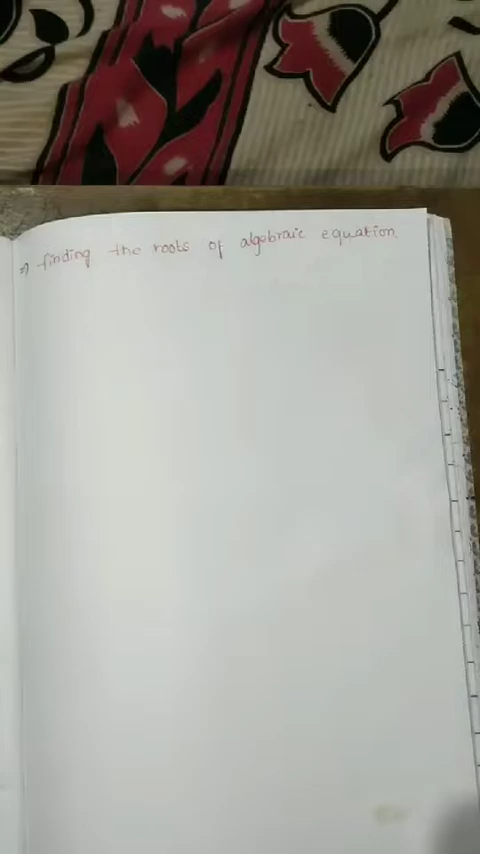 ⇒ finding the roots of algebraic equation.